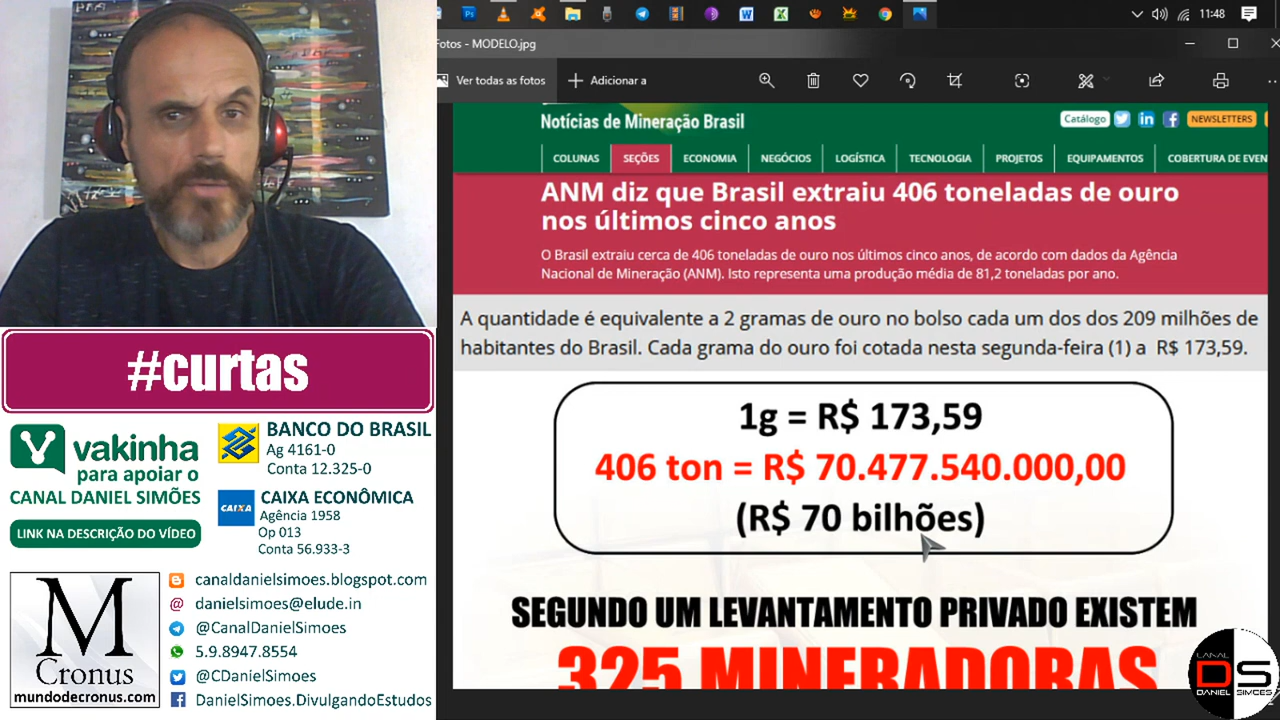 11:48
Fotos - MODELO.jpg
Ver todas as fotos
Adicionar a
Notícias de Mineração Brasil
Catálogo
NEWSLETTERS
COLUNAS SEÇÕES ECONOMIA NEGÓCIOS LOGÍSTICA TECNOLOGIA PROJETOS EQUIPAMENTOS COBERTURA DE EVEN
ANM diz que Brasil extraiu 406 toneladas de ouro
nos últimos cinco anos
O Brasil extraiu cerca de 406 toneladas de ouro nos últimos cinco anos, de acordo com dados da Agência
Nacional de Mineração (ANM). Isto representa uma produção média de 81,2 toneladas por ano.
A quantidade é equivalente a 2 gramas de ouro no bolso cada um dos dos 209 milhões de
habitantes do Brasil. Cada grama do ouro foi cotada nesta segunda-feira (1) a R$ 173,59.
1g = R$ 173,59
406 ton = R$ 70.477.540.000,00
(R$ 70 bilhões)
SEGUNDO UM LEVANTAMENTO PRIVADO EXISTEM
325 MINERADORAS
#curtas
vakinha
para apoiar o
CANAL DANIEL SIMÕES
LINK NA DESCRIÇÃO DO VÍDEO
BANCO DO BRASIL
Ag 4161-0
Conta 12.325-0
CAIXA
CAIXA ECONÔMICA
Agência 1958
Op 013
Conta 56.933-3
M
Cronus
mundodecronus.com
canaldanielsimoes.blogspot.com
@ danielsimoes@elude.in
@CanalDanielSimoes
5.9.8947.8554
@CDanielSimoes
DanielSimoes.DivulgandoEstudos
CANAL
DS
DANIEL SIMÕES